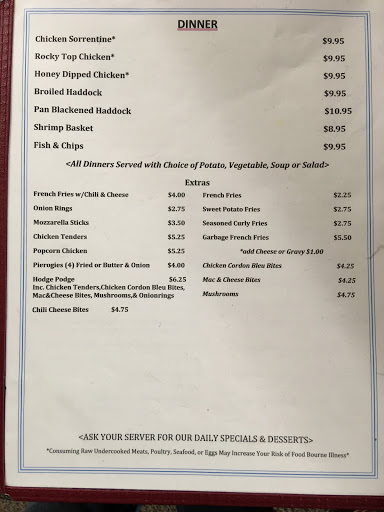 DINNER
Chicken Sorrentine* $9.95
Rocky Top Chicken* $9.95
Honey Dipped Chicken* $9.95
Broiled Haddock $9.95
Pan Blackened Haddock $10.95
Shrimp Basket $8.95
Fish & Chips $9.95
<All Dinners Served with Choice of Potato, Vegetable, Soup or Salad>
Extras
French Fries w/Chili & Cheese $4.00
Onion Rings $2.75
Mozzarella Sticks $3.50
Chicken Tenders $5.25
Popcorn Chicken $5.25
Pierogies (4) Fried or Butter & Onion $4.00
Hodge Podge $6.25
Inc. Chicken Tenders,Chicken Cordon Bleu Bites,
Mac&Cheese Bites, Mushrooms,& Onionrings
Chili Cheese Bites $4.75
French Fries $2.25
Sweet Potato Fries $2.75
Seasoned Curly Fries $2.75
Garbage French Fries $5.50
*add Cheese or Gravy $1.00
Chicken Cordon Bleu Bites $4.25
Mac & Cheese Bites $4.25
Mushrooms $4.75
<ASK YOUR SERVER FOR OUR DAILY SPECIALS & DESSERTS>
*Consuming Raw Undercooked Meats, Poultry, Seafood, or Eggs May Increase Your Risk of Food Bourne Illness*